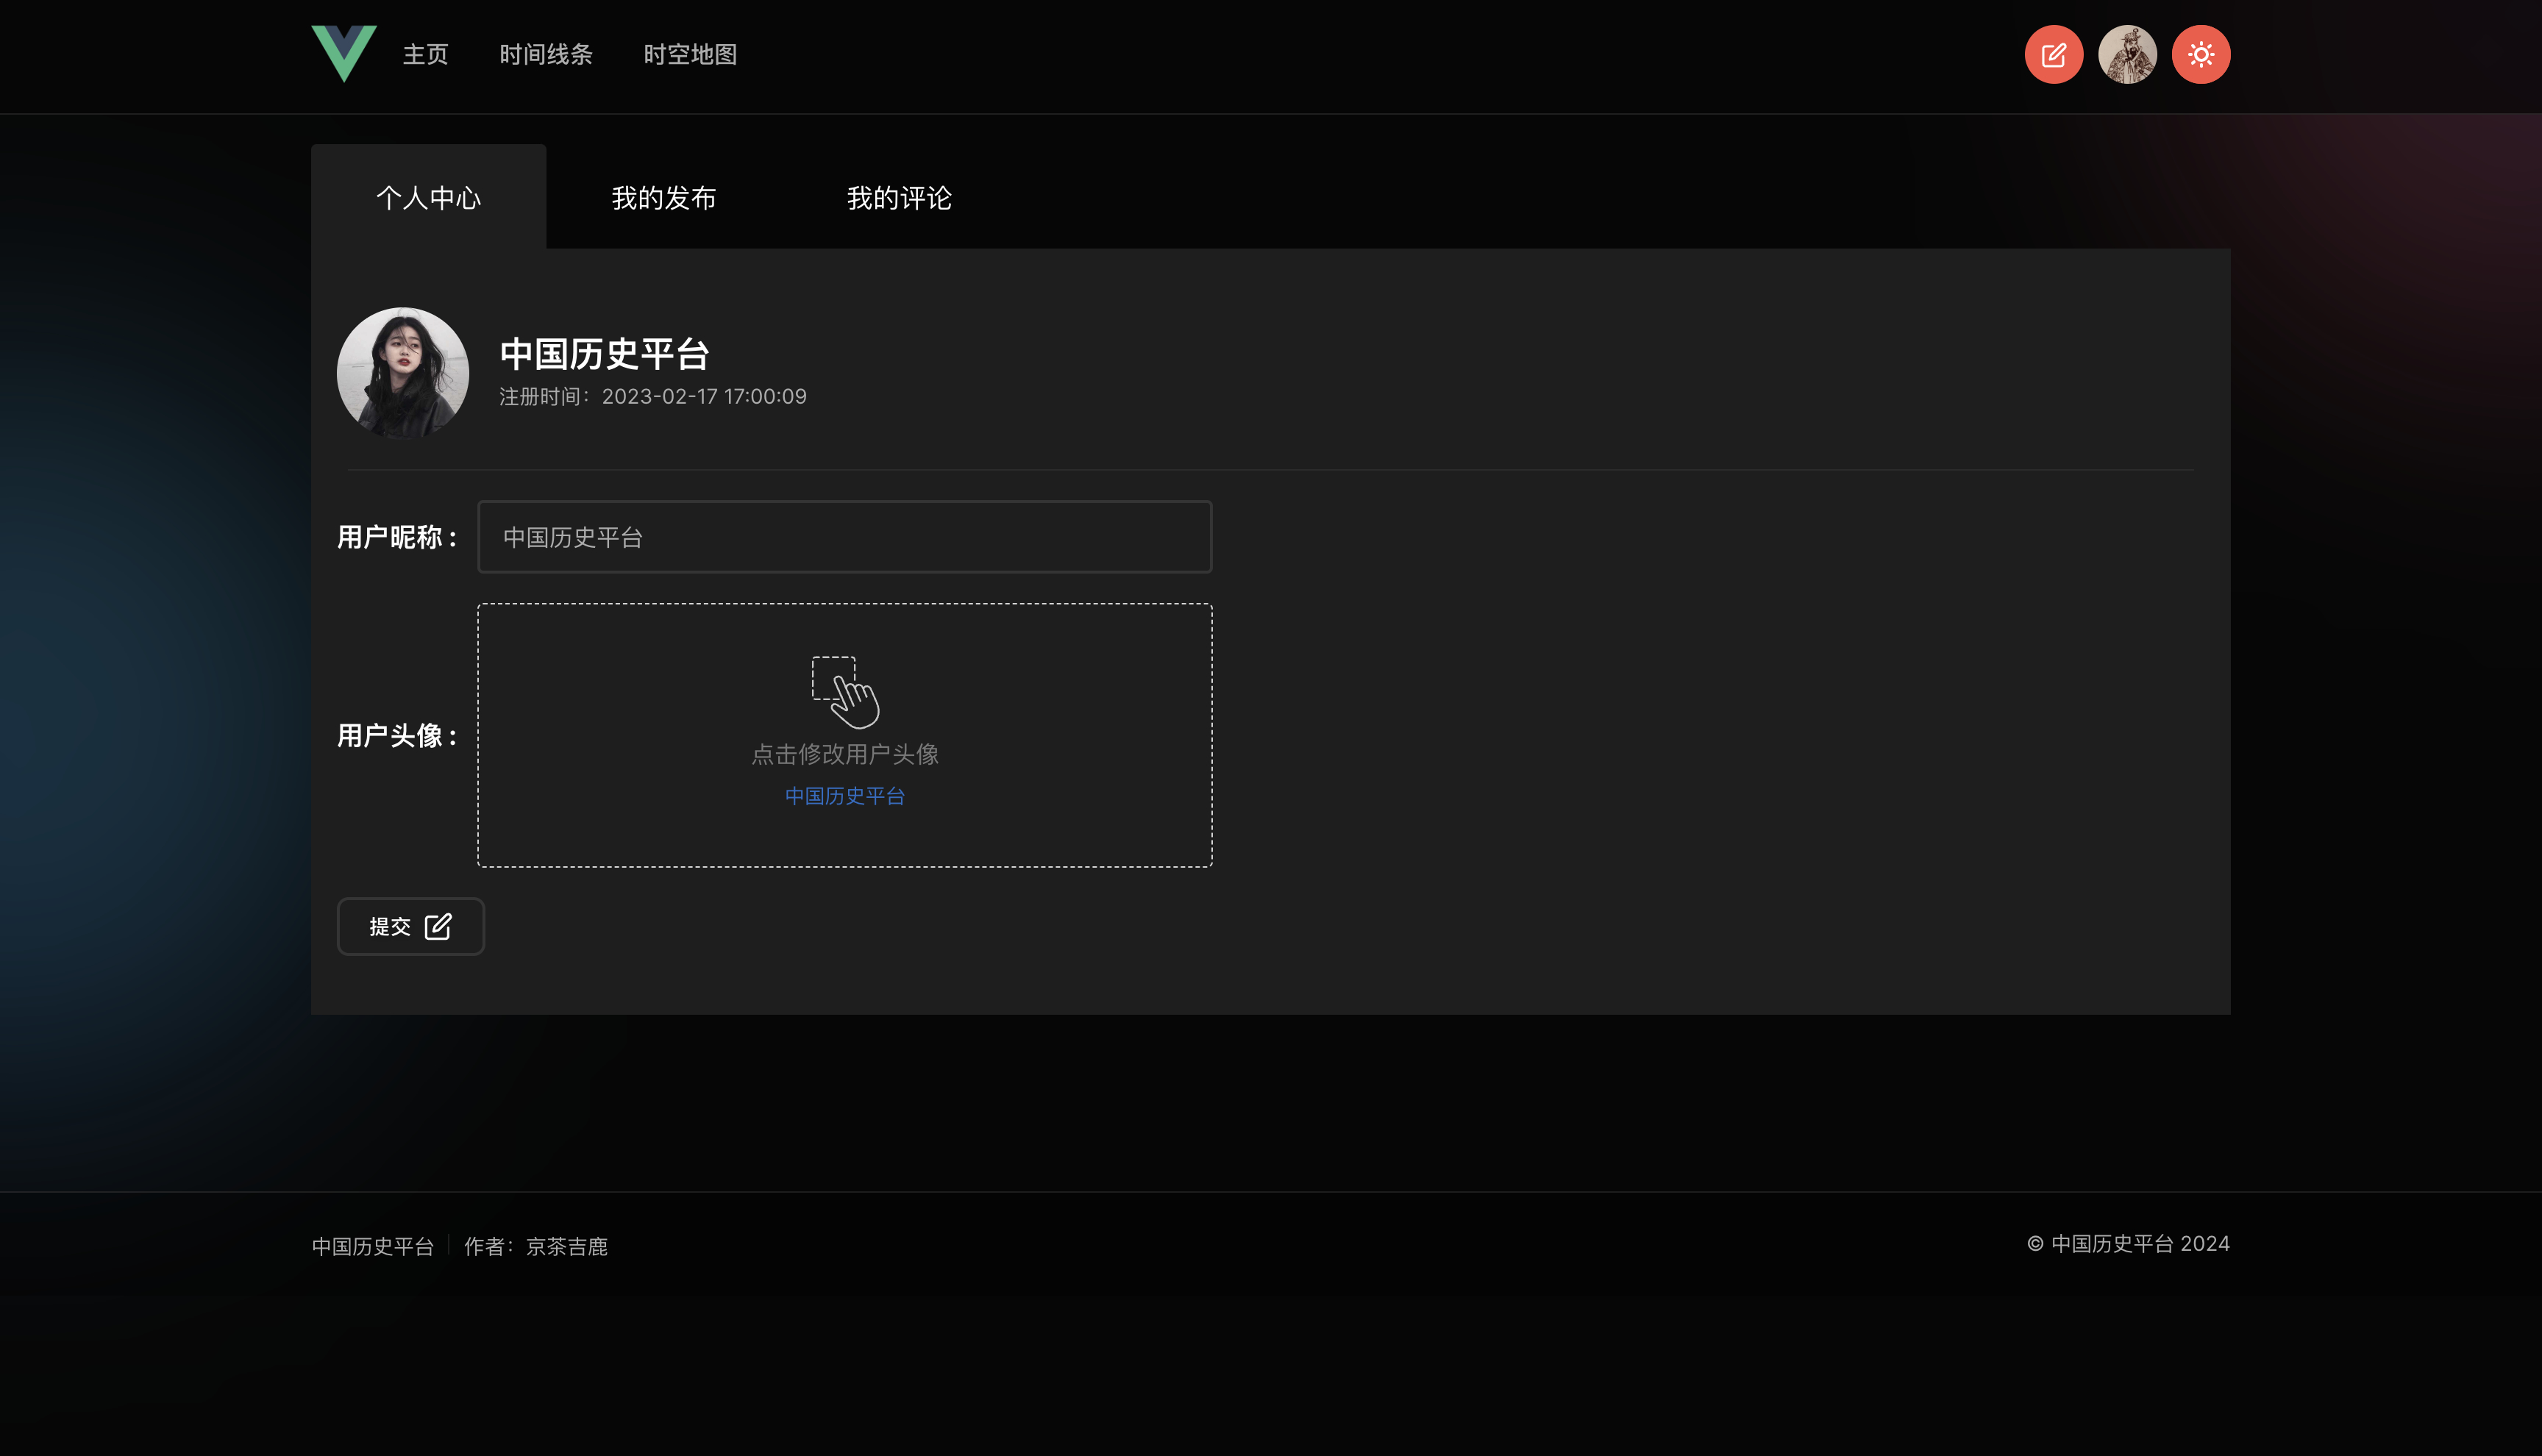 主页 时间线条 时空地图
个人中心 我的发布 我的评论
中国历史平台
注册时间：2023-02-17 17:00:09
用户昵称：
中国历史平台
用户头像：
点击修改用户头像
中国历史平台
提交
中国历史平台 作者：京茶吉鹿
© 中国历史平台 2024